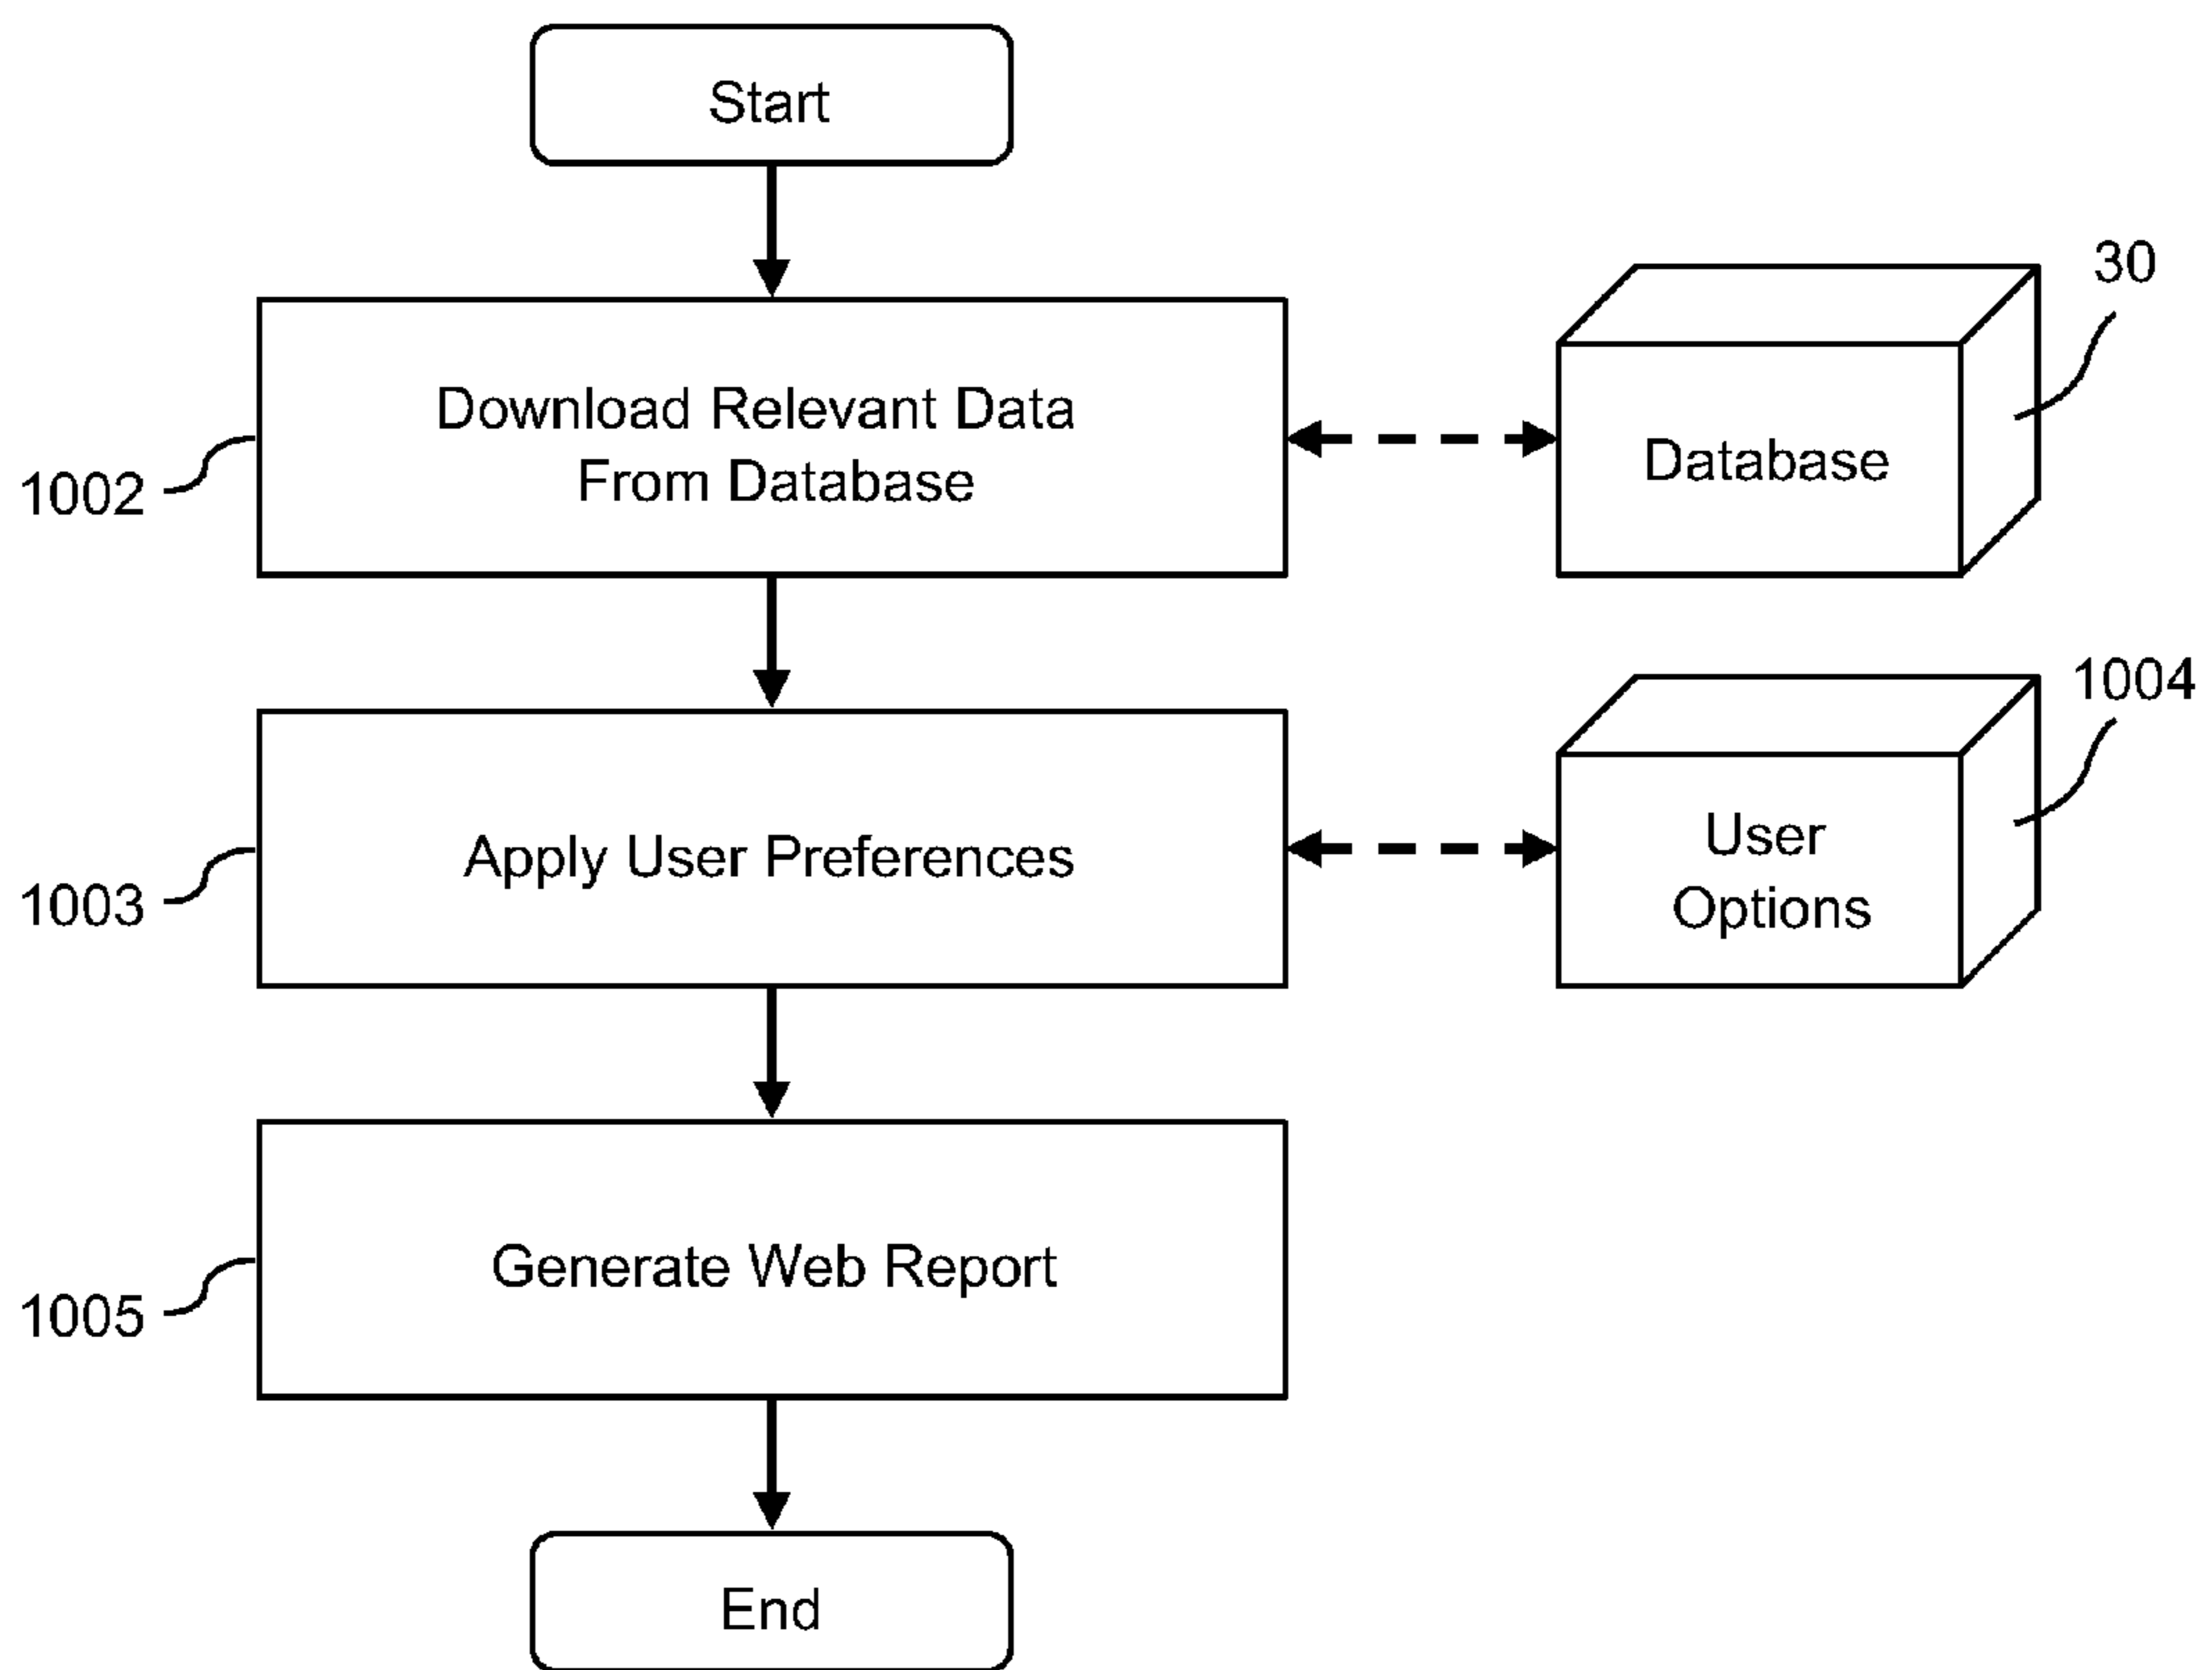 Start
30
Download Relevant Data
From Database
Database
1002
1004
User
Options
Apply User Preferences
1003
Generate Web Report
1005
End